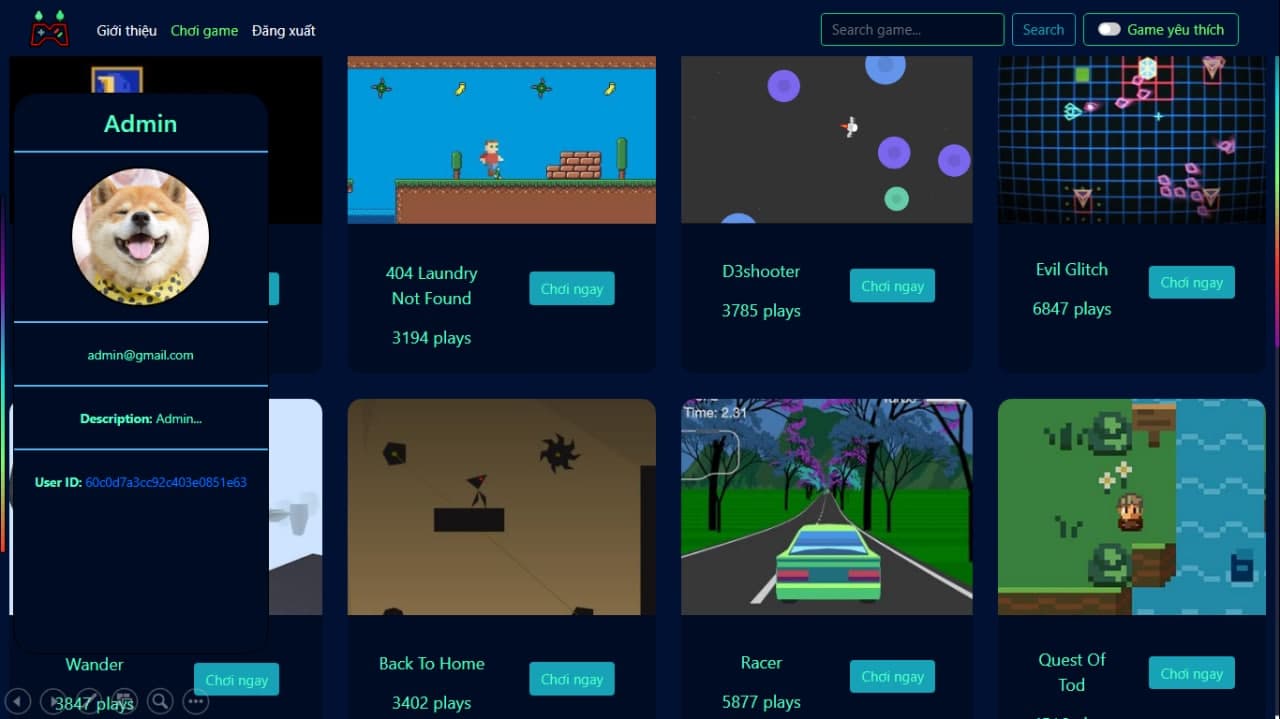 Giới thiệu Chơi game Đăng xuất Search game... Search Game yêu thích
Admin
admin@gmail.com
Description: Admin...
User ID: 60c0d7a3cc92c403e0851e63
404 Laundry
Not Found
3194 plays
Chơi ngay
D3shooter
3785 plays
Chơi ngay
Evil Glitch
6847 plays
Chơi ngay
Time: 2.31
Wander
3847 plays
Chơi ngay
Back To Home
3402 plays
Chơi ngay
Racer
5877 plays
Chơi ngay
Quest Of
Tod
Chơi ngay